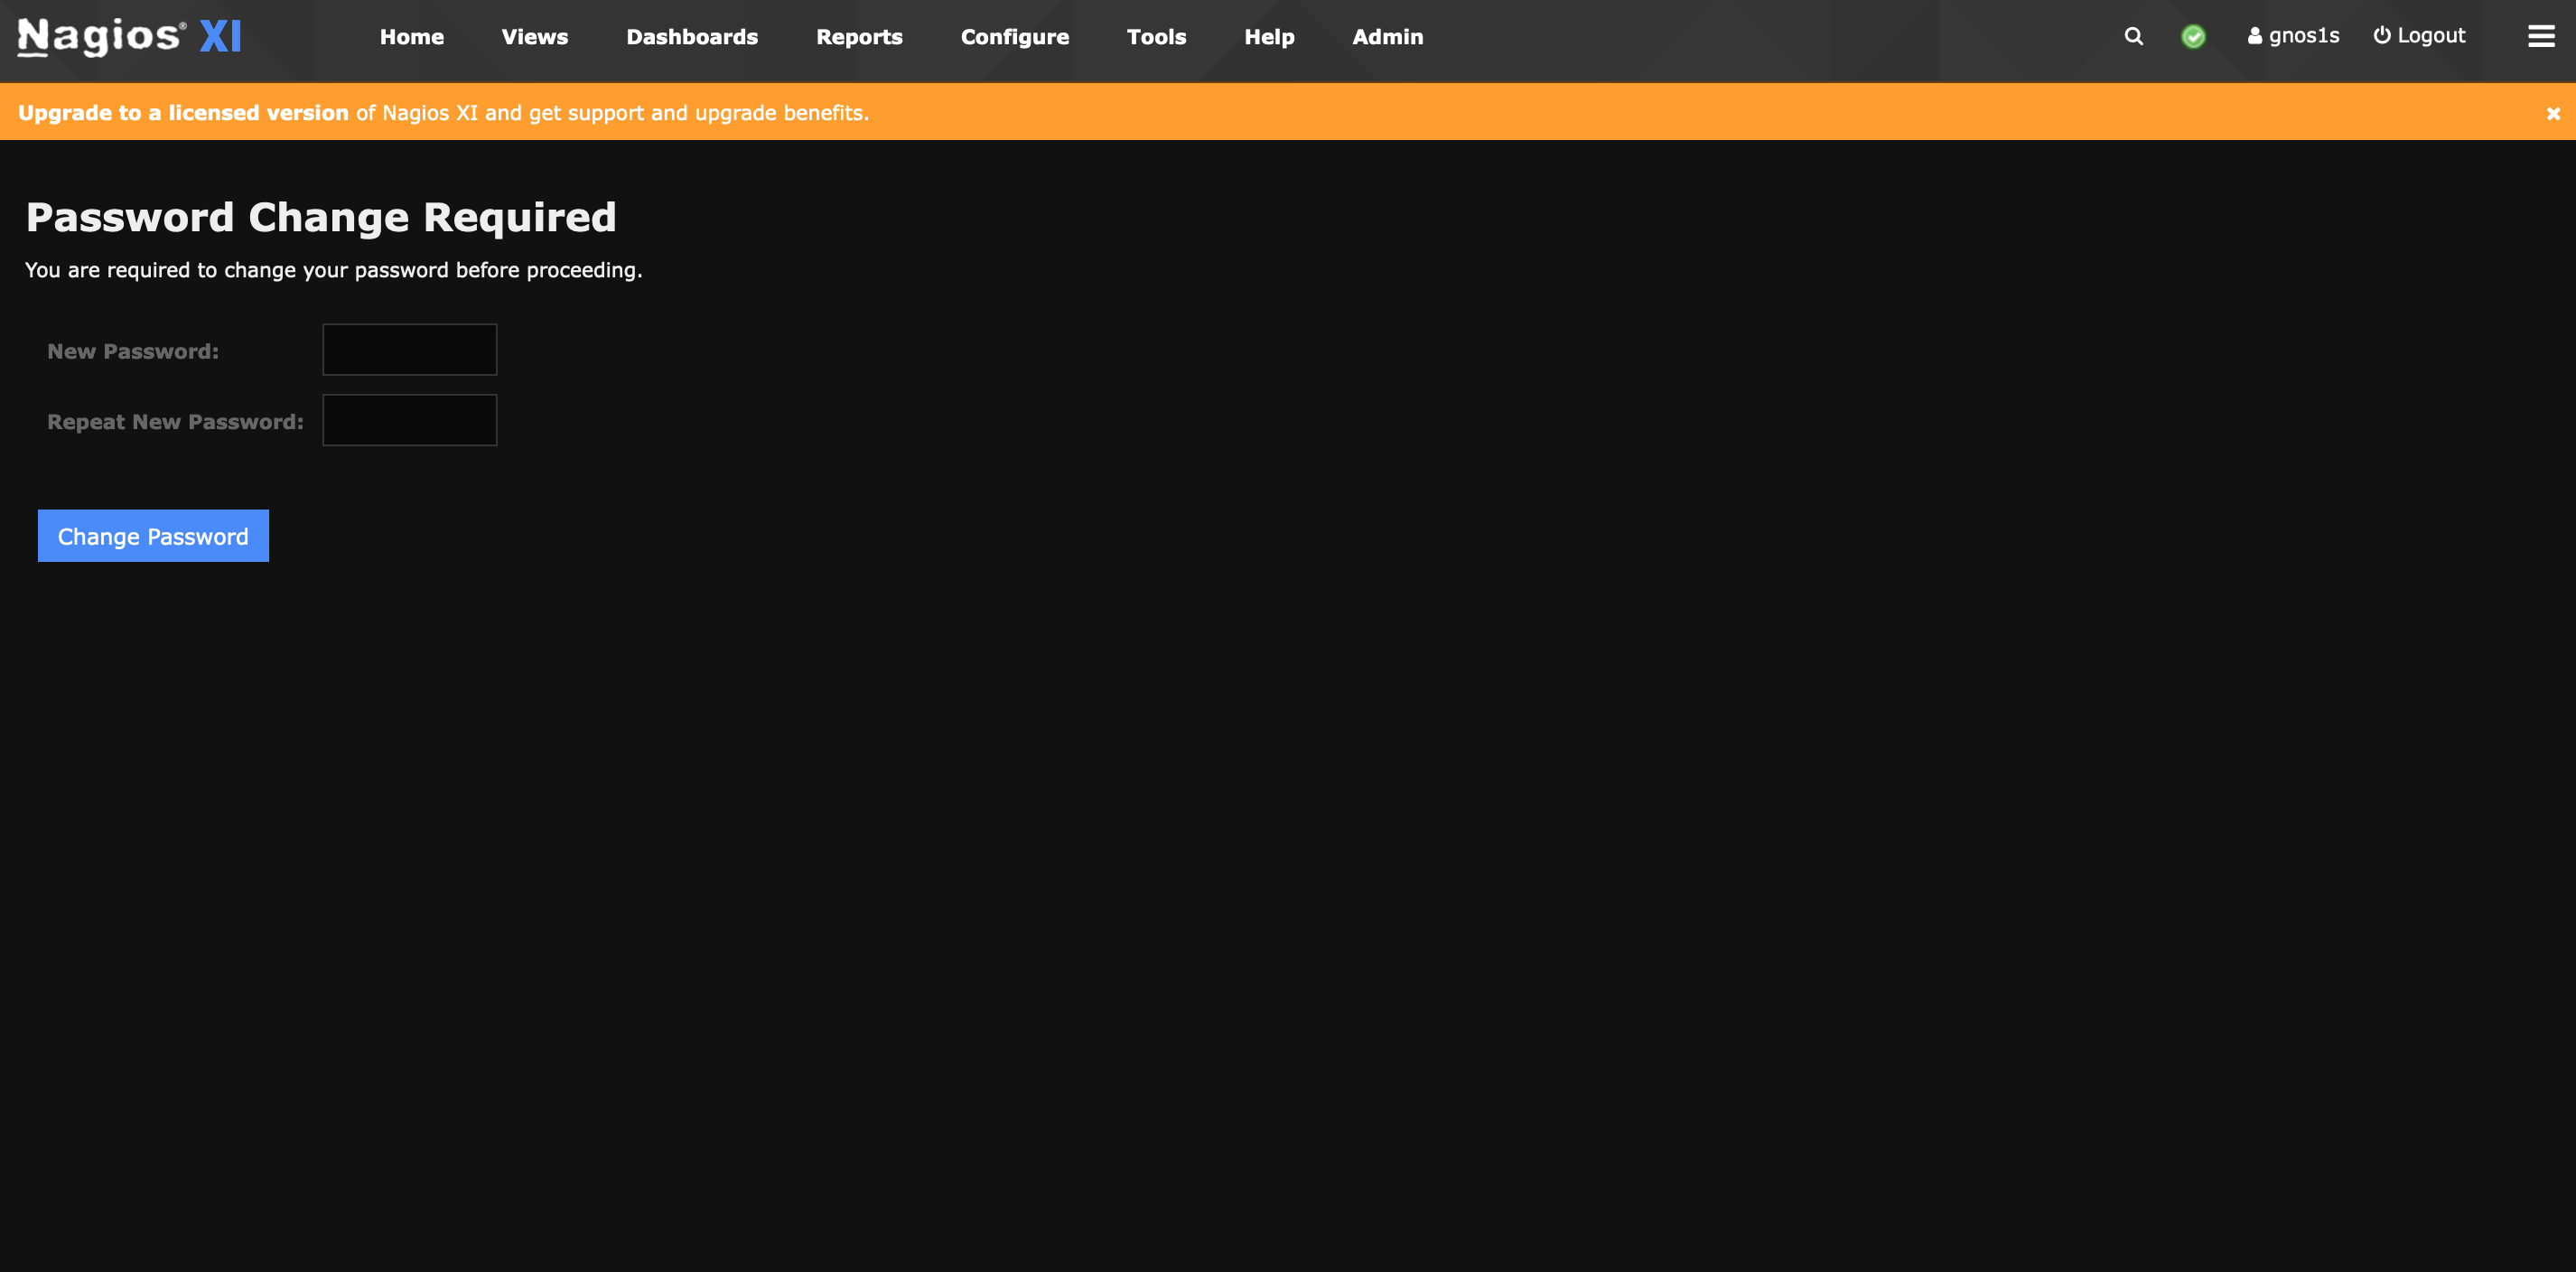 Nagios® XI Home Views Dashboards Reports Configure Tools Help Admin gnos1s Logout
Upgrade to a licensed version of Nagios XI and get support and upgrade benefits.
Password Change Required
You are required to change your password before proceeding.
New Password:
Repeat New Password:
Change Password